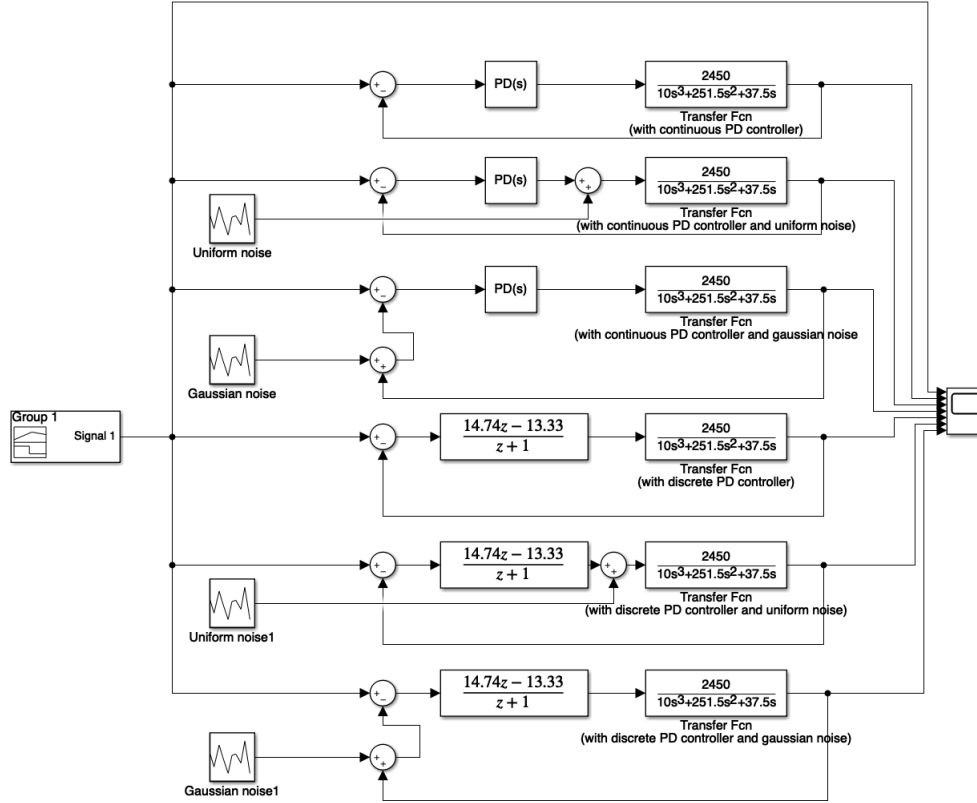 +
−
PD(s)
2450
10s³+251.5s²+37.5s
Transfer Fcn
(with continuous PD controller)
+
−
PD(s)
+
+
2450
10s³+251.5s²+37.5s
Transfer Fcn
(with continuous PD controller and uniform noise)
Uniform noise
+
−
PD(s)
2450
10s³+251.5s²+37.5s
Transfer Fcn
(with continuous PD controller and gaussian noise
+
+
Gaussian noise
Group 1
Signal 1
+
−
14.74z − 13.33
z + 1
2450
10s³+251.5s²+37.5s
Transfer Fcn
(with discrete PD controller)
+
−
14.74z − 13.33
z + 1
+
+
2450
10s³+251.5s²+37.5s
Transfer Fcn
(with discrete PD controller and uniform noise)
Uniform noise1
+
−
14.74z − 13.33
z + 1
2450
10s³+251.5s²+37.5s
Transfer Fcn
(with discrete PD controller and gaussian noise)
+
+
Gaussian noise1